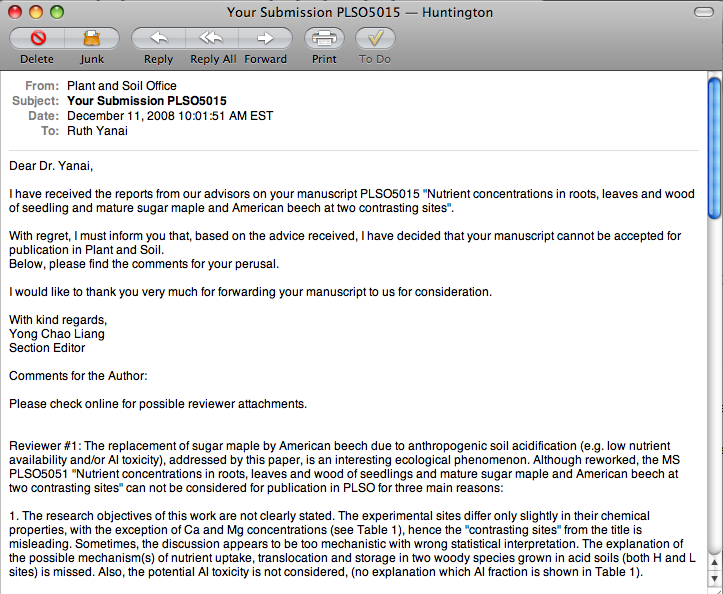 Your Submission PLSO5015 — Huntington
Delete Junk Reply Reply All Forward Print To Do
From: Plant and Soil Office
Subject: Your Submission PLSO5015
Date: December 11, 2008 10:01:51 AM EST
To: Ruth Yanai
Dear Dr. Yanai,
I have received the reports from our advisors on your manuscript PLSO5015 "Nutrient concentrations in roots, leaves and wood
of seedling and mature sugar maple and American beech at two contrasting sites".
With regret, I must inform you that, based on the advice received, I have decided that your manuscript cannot be accepted for
publication in Plant and Soil.
Below, please find the comments for your perusal.
I would like to thank you very much for forwarding your manuscript to us for consideration.
With kind regards,
Yong Chao Liang
Section Editor
Comments for the Author:
Please check online for possible reviewer attachments.
Reviewer #1: The replacement of sugar maple by American beech due to anthropogenic soil acidification (e.g. low nutrient
availability and/or Al toxicity), addressed by this paper, is an interesting ecological phenomenon. Although reworked, the MS
PLSO5051 "Nutrient concentrations in roots, leaves and wood of seedlings and mature sugar maple and American beech at
two contrasting sites" can not be considered for publication in PLSO for three main reasons:
1. The research objectives of this work are not clearly stated. The experimental sites differ only slightly in their chemical
properties, with the exception of Ca and Mg concentrations (see Table 1), hence the "contrasting sites" from the title is
misleading. Sometimes, the discussion appears to be too mechanistic with wrong statistical interpretation. The explanation of
the possible mechanism(s) of nutrient uptake, translocation and storage in two woody species grown in acid soils (both H and L
sites) is missed. Also, the potential Al toxicity is not considered, (no explanation which Al fraction is shown in Table 1).